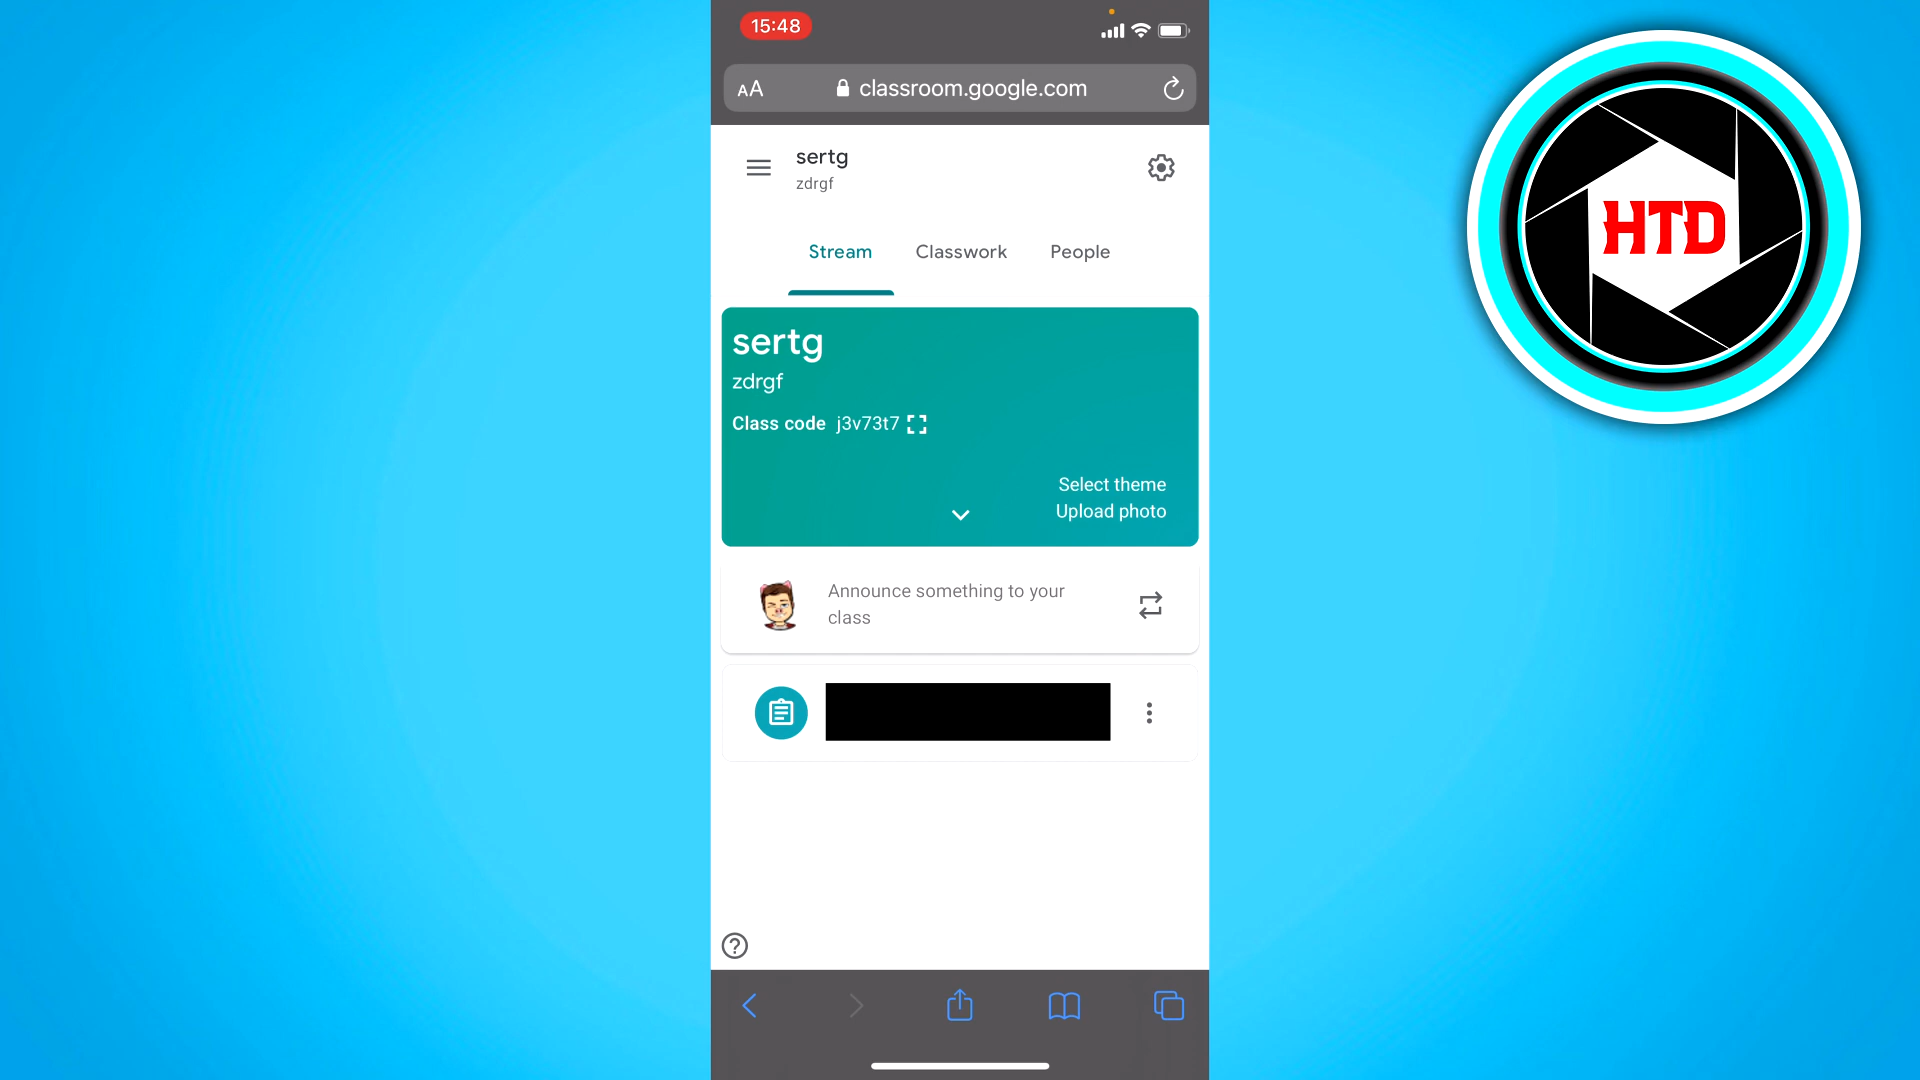 15:48
AA
classroom.google.com
sertg
zdrgf
Stream Classwork People
sertg
zdrgf
Class code j3v73t7
Select theme
Upload photo
Announce something to your
class
HTD